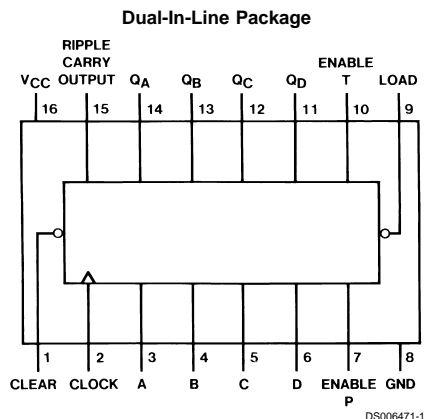 Dual-In-Line Package
RIPPLE
CARRY
OUTPUT
VCC
QA
QB
QC
QD
ENABLE
T
LOAD
16
15
14
13
12
11
10
9
1
2
3
4
5
6
7
8
CLEAR
CLOCK
A
B
C
D
ENABLE
P
GND
DS006471-1